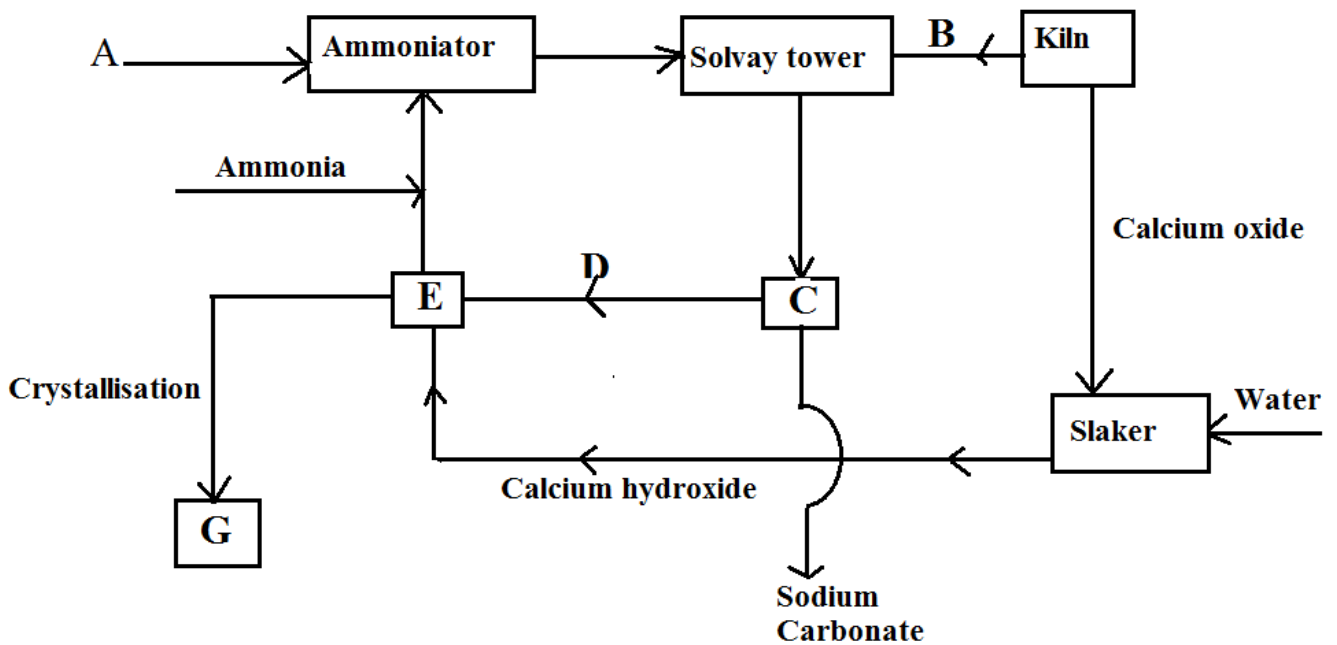 A
Ammoniator
Solvay tower
B
Kiln
Ammonia
Calcium oxide
D
E
C
Crystallisation
Water
Slaker
Calcium hydroxide
G
Sodium
Carbonate